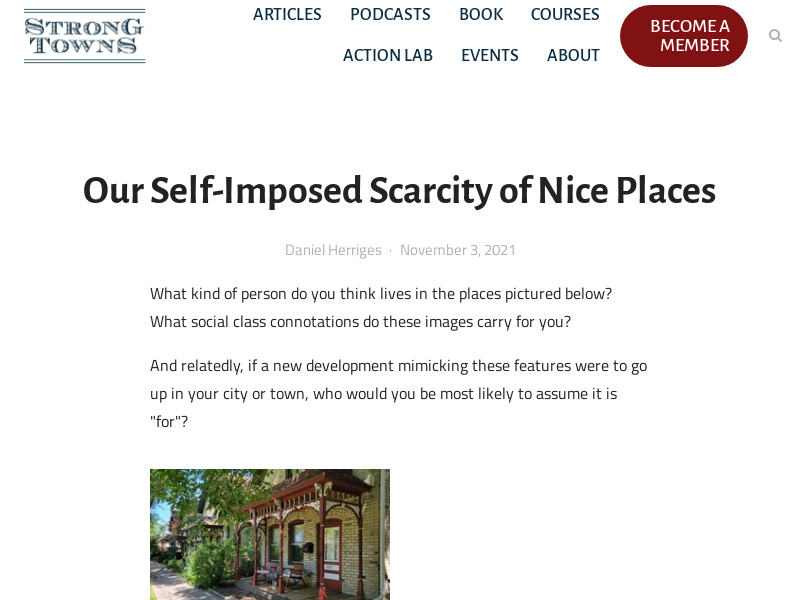 STRONG
TOWNS
ARTICLES PODCASTS BOOK COURSES
ACTION LAB EVENTS ABOUT
BECOME A
MEMBER
Our Self-Imposed Scarcity of Nice Places
Daniel Herriges · November 3, 2021
What kind of person do you think lives in the places pictured below?
What social class connotations do these images carry for you?
And relatedly, if a new development mimicking these features were to go
up in your city or town, who would you be most likely to assume it is
"for"?